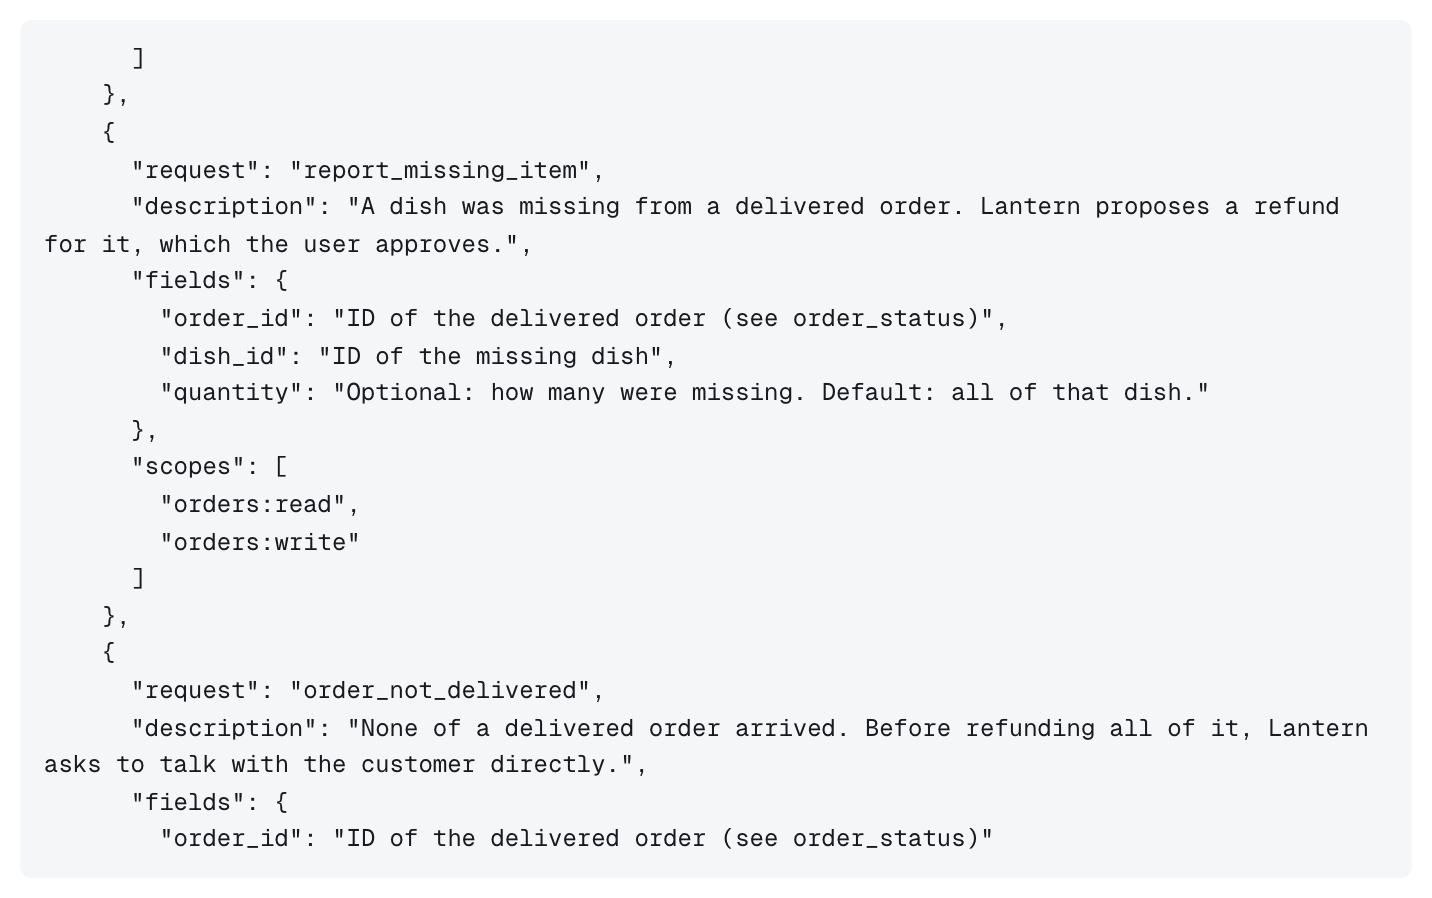 ]
    },
    {
      "request": "report_missing_item",
      "description": "A dish was missing from a delivered order. Lantern proposes a refund
for it, which the user approves.",
      "fields": {
        "order_id": "ID of the delivered order (see order_status)",
        "dish_id": "ID of the missing dish",
        "quantity": "Optional: how many were missing. Default: all of that dish."
      },
      "scopes": [
        "orders:read",
        "orders:write"
      ]
    },
    {
      "request": "order_not_delivered",
      "description": "None of a delivered order arrived. Before refunding all of it, Lantern
asks to talk with the customer directly.",
      "fields": {
        "order_id": "ID of the delivered order (see order_status)"